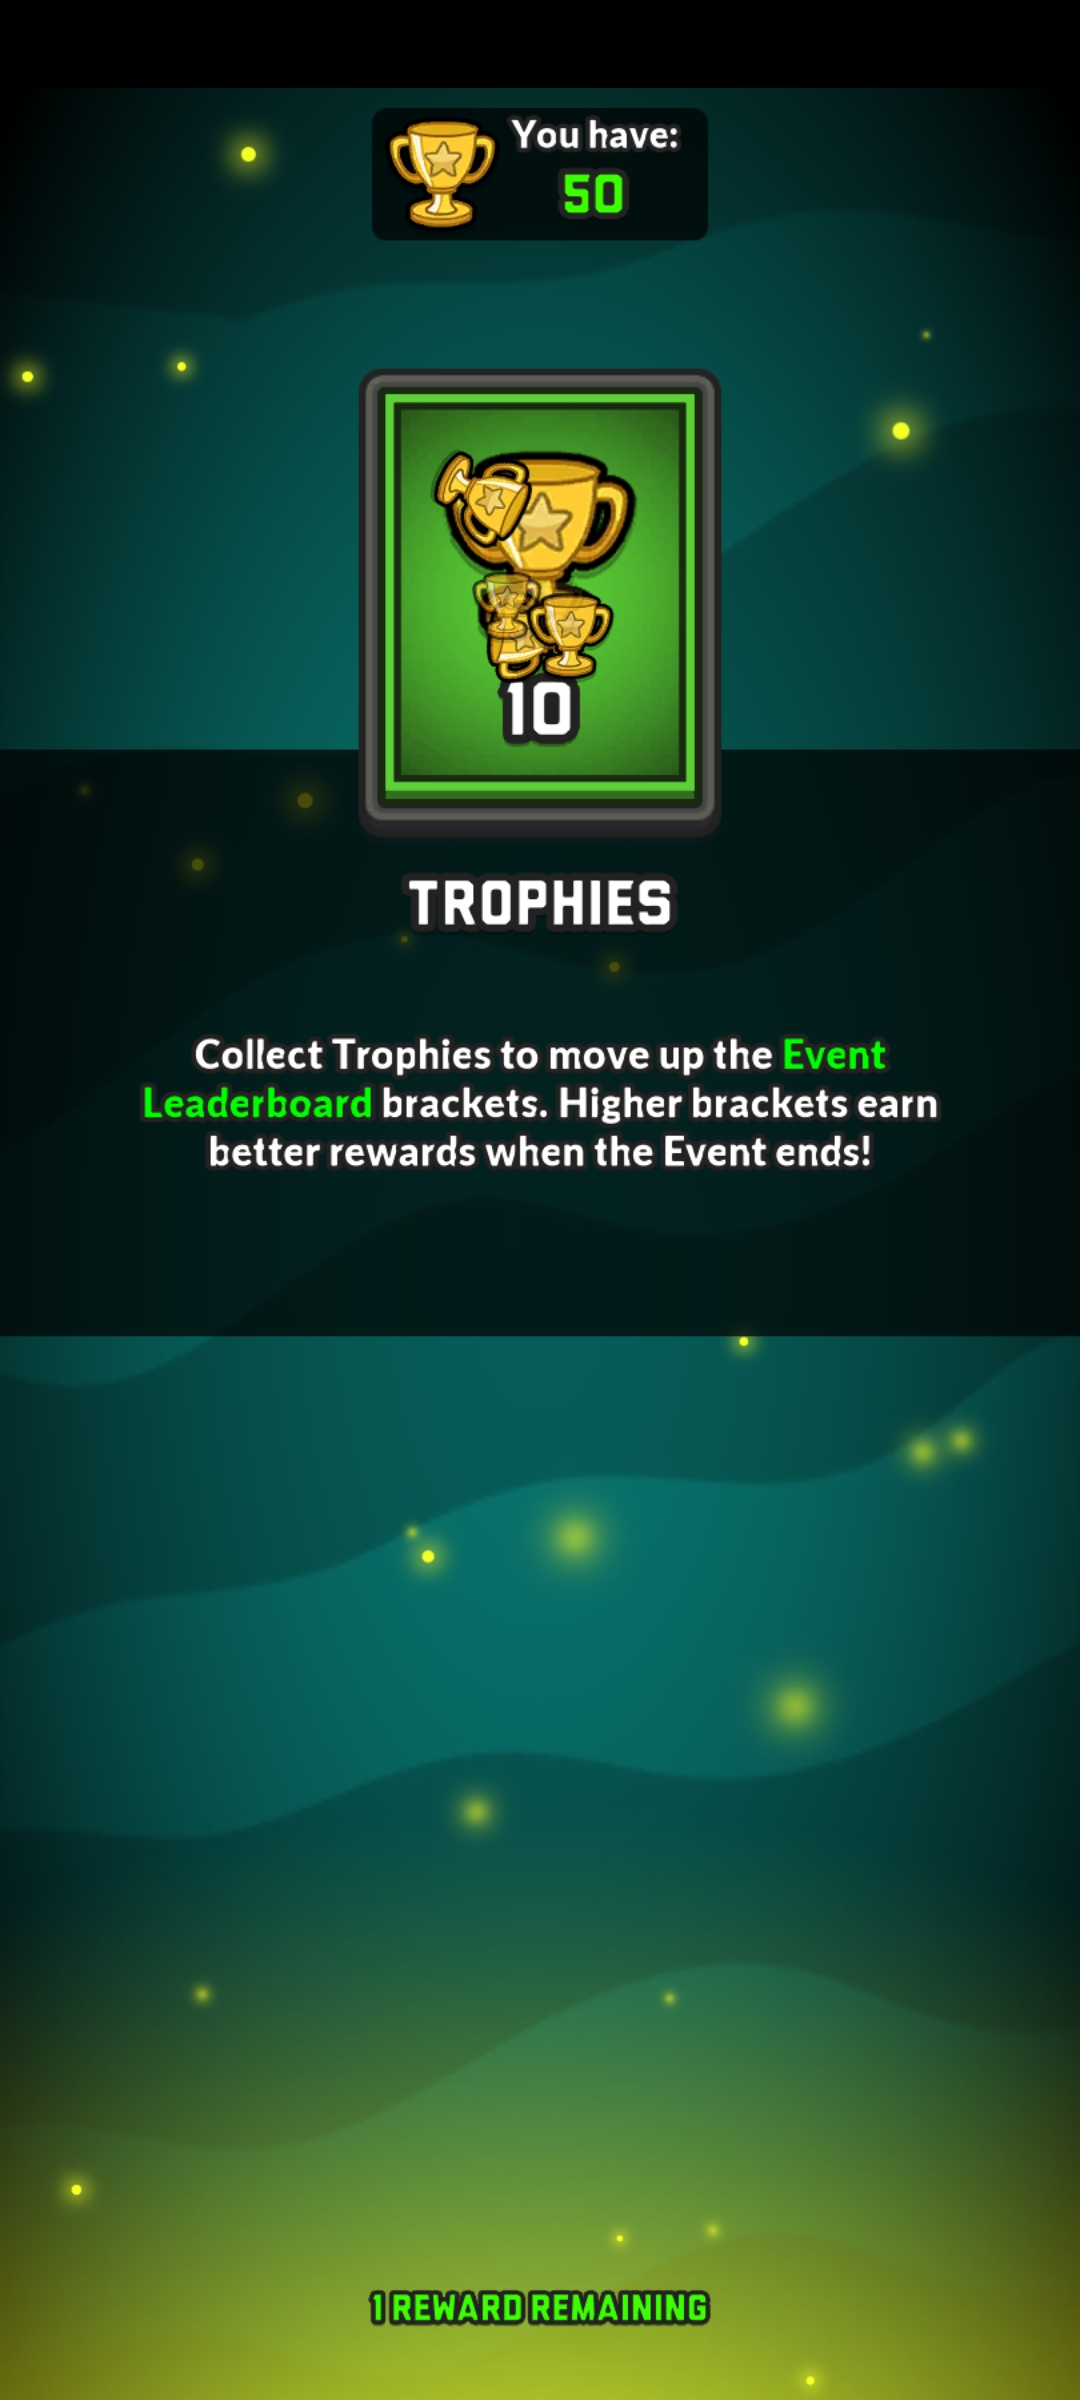 You have:
50
10
TROPHIES
Collect Trophies to move up the Event
Leaderboard brackets. Higher brackets earn
better rewards when the Event ends!
1 REWARD REMAINING